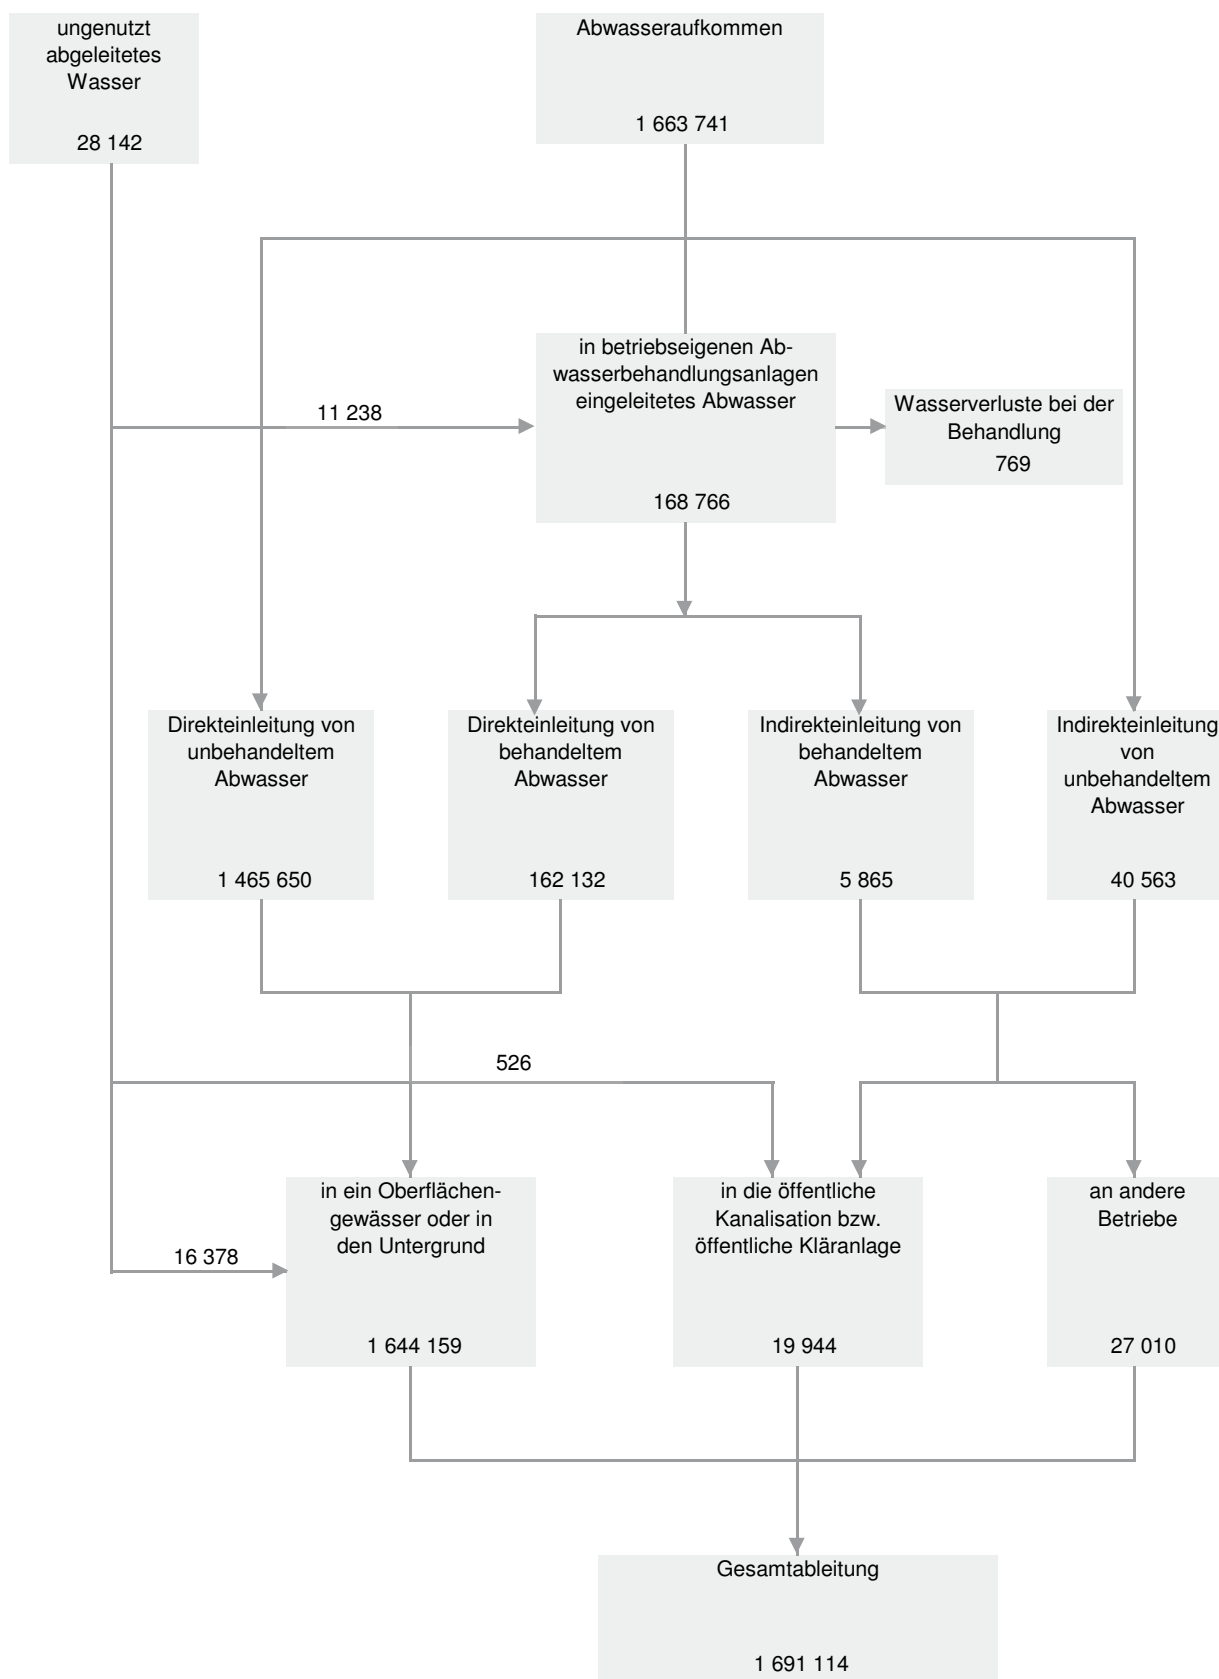 ungenutzt
abgeleitetes
Wasser
28 142
Abwasseraufkommen
1 663 741
in betriebseigenen Ab-
wasserbehandlungsanlagen
eingeleitetes Abwasser
168 766
11 238
Wasserverluste bei der
Behandlung
769
Direkteinleitung von
unbehandeltem
Abwasser
1 465 650
Direkteinleitung von
behandeltem
Abwasser
162 132
Indirekteinleitung von
behandeltem
Abwasser
5 865
Indirekteinleitung
von
unbehandeltem
Abwasser
40 563
526
16 378
in ein Oberflächen-
gewässer oder in
den Untergrund
1 644 159
in die öffentliche
Kanalisation bzw.
öffentliche Kläranlage
19 944
an andere
Betriebe
27 010
Gesamtableitung
1 691 114